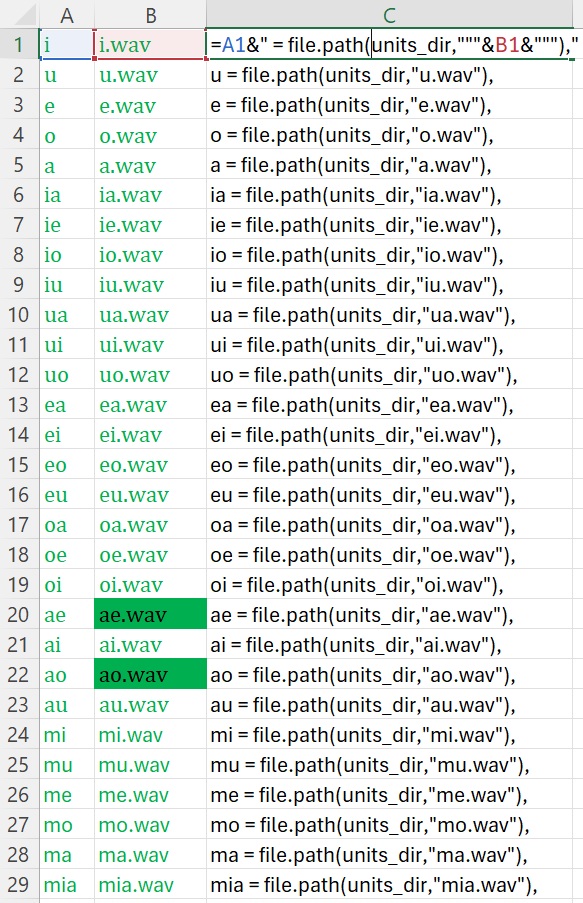 A B C
1 i i.wav =A1&" = file.path(units_dir,"""&B1&"""),"
2 u u.wav u = file.path(units_dir,"u.wav"),
3 e e.wav e = file.path(units_dir,"e.wav"),
4 o o.wav o = file.path(units_dir,"o.wav"),
5 a a.wav a = file.path(units_dir,"a.wav"),
6 ia ia.wav ia = file.path(units_dir,"ia.wav"),
7 ie ie.wav ie = file.path(units_dir,"ie.wav"),
8 io io.wav io = file.path(units_dir,"io.wav"),
9 iu iu.wav iu = file.path(units_dir,"iu.wav"),
10 ua ua.wav ua = file.path(units_dir,"ua.wav"),
11 ui ui.wav ui = file.path(units_dir,"ui.wav"),
12 uo uo.wav uo = file.path(units_dir,"uo.wav"),
13 ea ea.wav ea = file.path(units_dir,"ea.wav"),
14 ei ei.wav ei = file.path(units_dir,"ei.wav"),
15 eo eo.wav eo = file.path(units_dir,"eo.wav"),
16 eu eu.wav eu = file.path(units_dir,"eu.wav"),
17 oa oa.wav oa = file.path(units_dir,"oa.wav"),
18 oe oe.wav oe = file.path(units_dir,"oe.wav"),
19 oi oi.wav oi = file.path(units_dir,"oi.wav"),
20 ae ae.wav ae = file.path(units_dir,"ae.wav"),
21 ai ai.wav ai = file.path(units_dir,"ai.wav"),
22 ao ao.wav ao = file.path(units_dir,"ao.wav"),
23 au au.wav au = file.path(units_dir,"au.wav"),
24 mi mi.wav mi = file.path(units_dir,"mi.wav"),
25 mu mu.wav mu = file.path(units_dir,"mu.wav"),
26 me me.wav me = file.path(units_dir,"me.wav"),
27 mo mo.wav mo = file.path(units_dir,"mo.wav"),
28 ma ma.wav ma = file.path(units_dir,"ma.wav"),
29 mia mia.wav mia = file.path(units_dir,"mia.wav"),